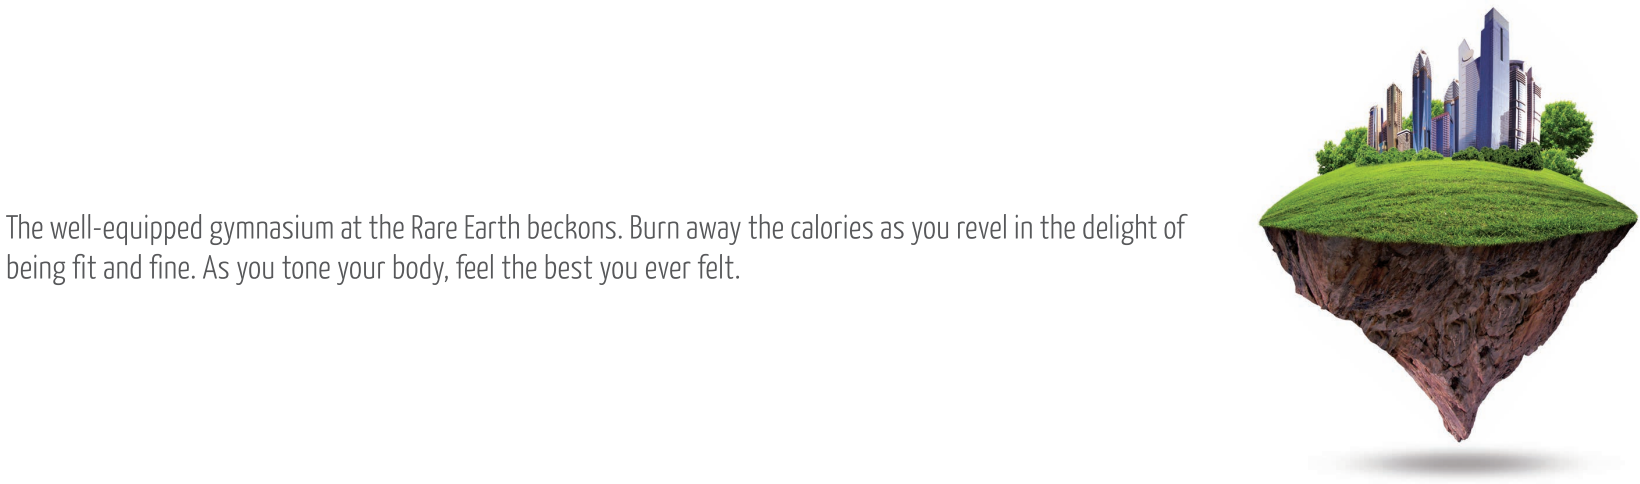 The well-equipped gymnasium at the Rare Earth beckons. Burn away the calories as you revel in the delight of
being fit and fine. As you tone your body, feel the best you ever felt.